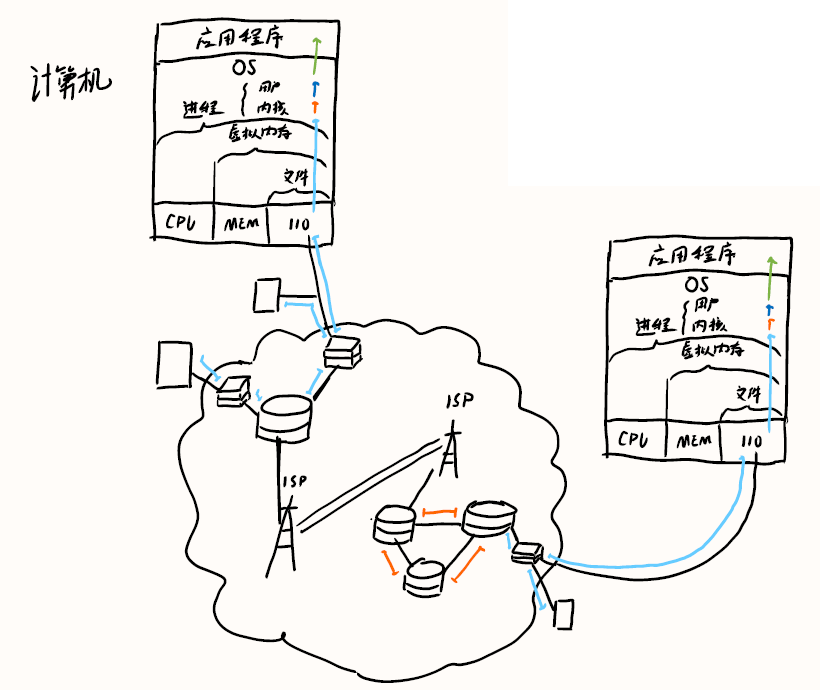 计算机
应用程序
OS
用户
进程
内核
虚拟内存
文件
CPU MEM I/O
应用程序
OS
用户
进程
内核
虚拟内存
文件
CPU MEM I/O
ISP
ISP